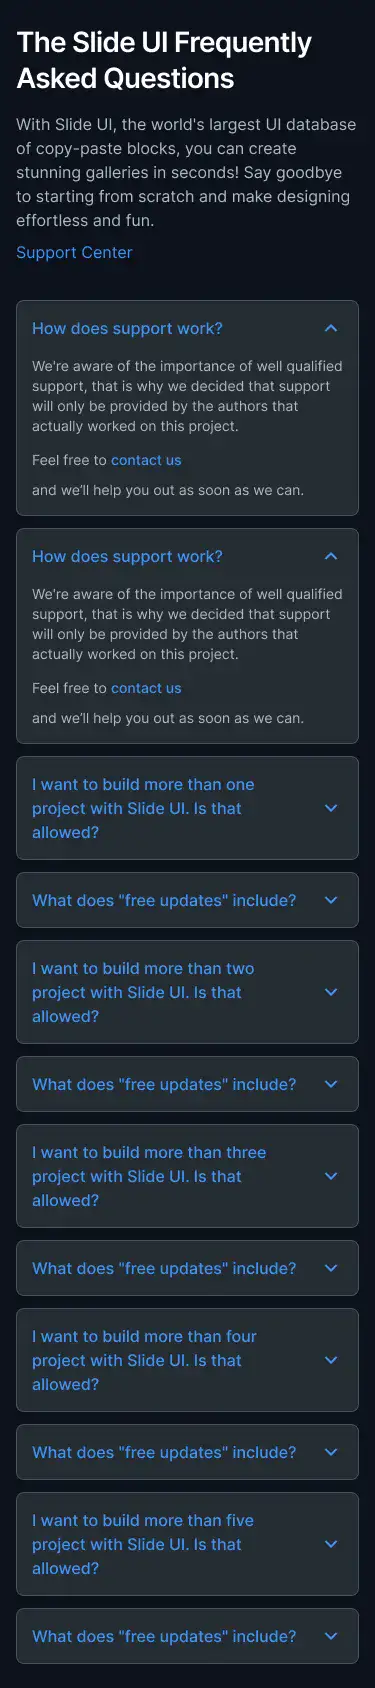 The Slide UI Frequently
Asked Questions
With Slide UI, the world's largest UI database
of copy-paste blocks, you can create
stunning galleries in seconds! Say goodbye
to starting from scratch and make designing
effortless and fun.
Support Center
How does support work?
We're aware of the importance of well qualified
support, that is why we decided that support
will only be provided by the authors that
actually worked on this project.
Feel free to contact us
and we’ll help you out as soon as we can.
How does support work?
We're aware of the importance of well qualified
support, that is why we decided that support
will only be provided by the authors that
actually worked on this project.
Feel free to contact us
and we’ll help you out as soon as we can.
I want to build more than one
project with Slide UI. Is that
allowed?
What does "free updates" include?
I want to build more than two
project with Slide UI. Is that
allowed?
What does "free updates" include?
I want to build more than three
project with Slide UI. Is that
allowed?
What does "free updates" include?
I want to build more than four
project with Slide UI. Is that
allowed?
What does "free updates" include?
I want to build more than five
project with Slide UI. Is that
allowed?
What does "free updates" include?